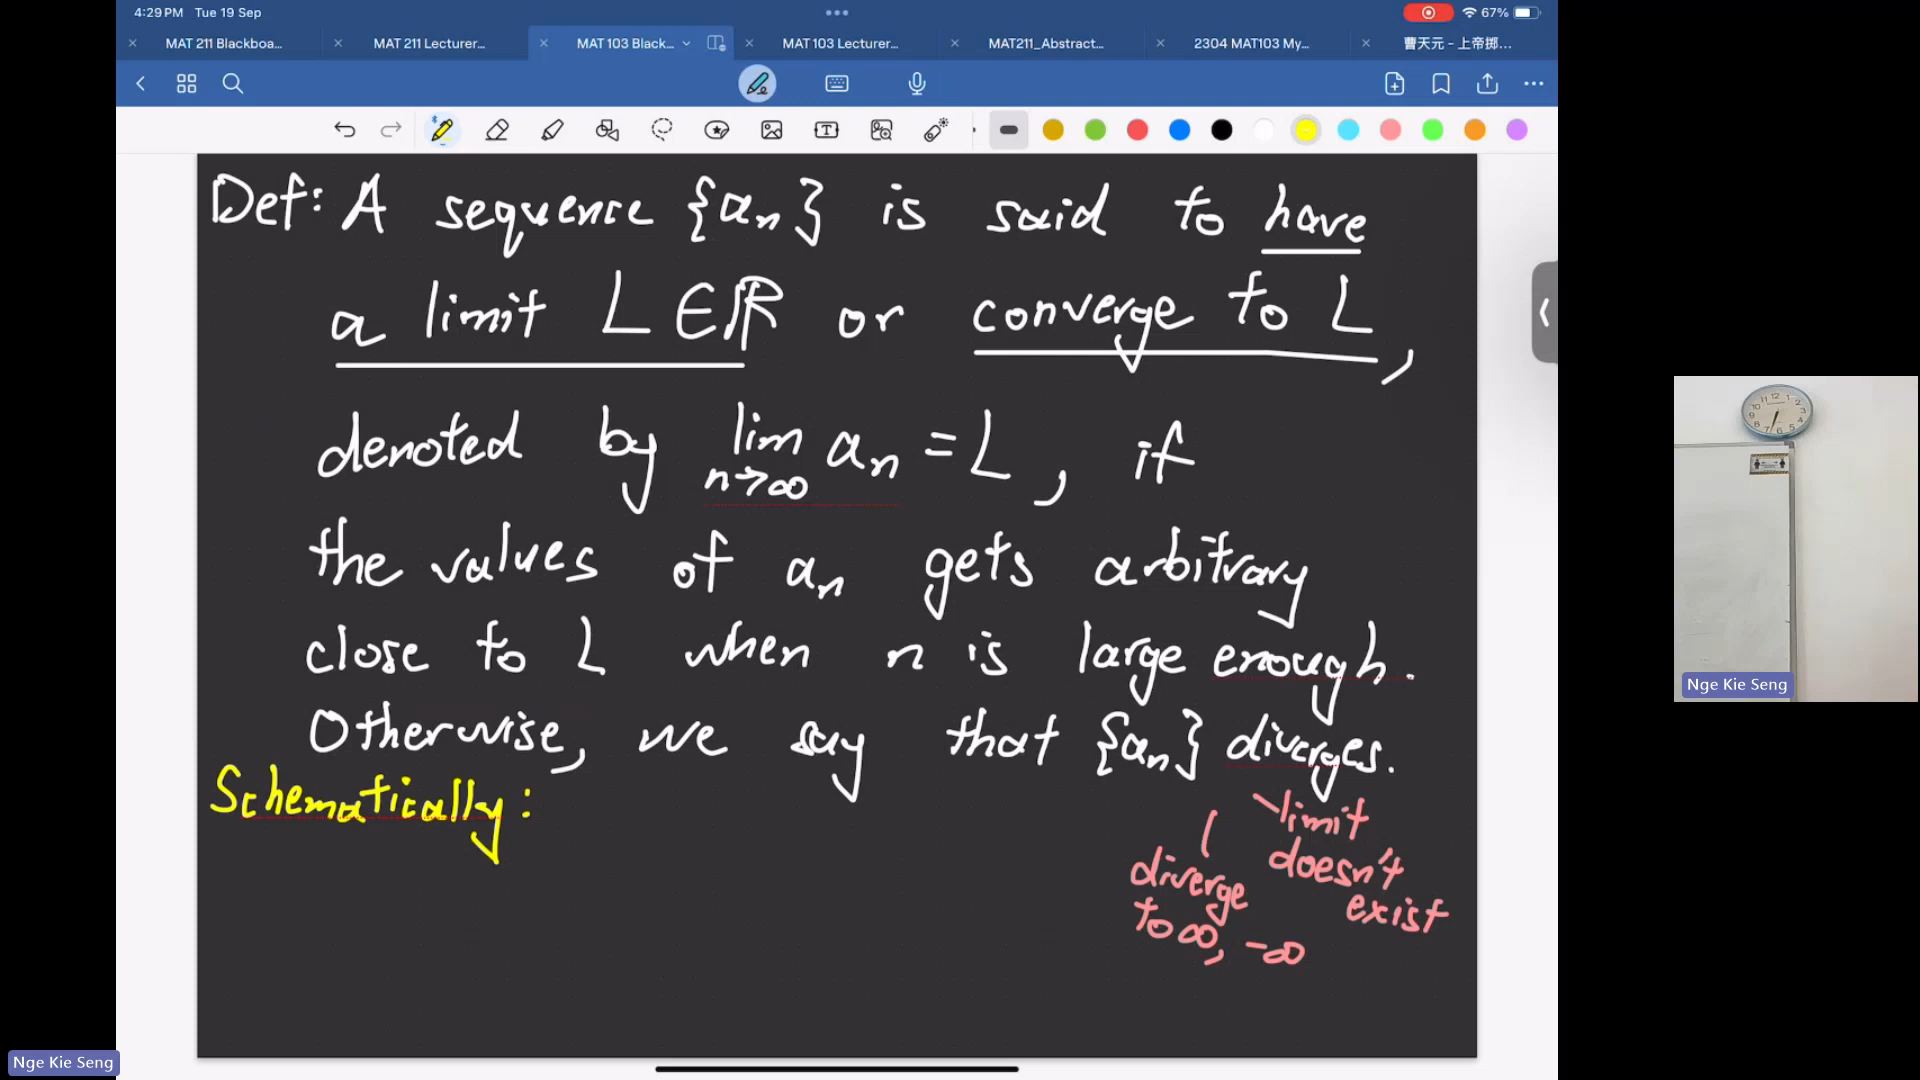 4:29 PM Tue 19 Sep
67%
MAT 211 Blackboa...
MAT 211 Lecturer...
MAT 103 Black...
MAT 103 Lecturer...
MAT211_Abstract...
2304 MAT103 My...
曹天元 - 上帝掷...
Def: A sequence {aₙ} is said to have
a limit L ∈ ℝ or converge to L,
denoted by lim aₙ = L, if
n→∞
the values of aₙ gets arbitrary
close to L when n is large enough.
Otherwise, we say that {aₙ} diverges.
Schematically:
limit
doesn't
exist
diverge
to ∞, -∞
Nge Kie Seng
Nge Kie Seng